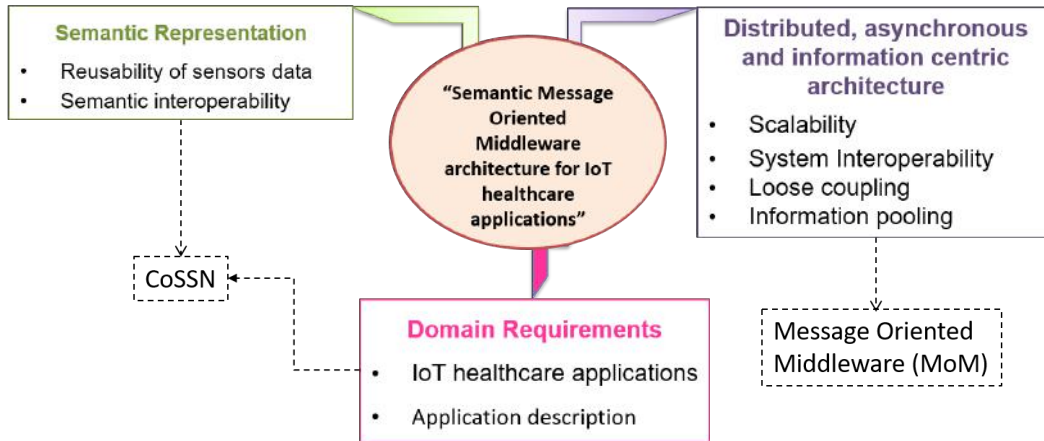 Semantic Representation
• Reusability of sensors data
• Semantic interoperability
“Semantic Message
Oriented
Middleware
architecture for IoT
healthcare
applications”
Distributed, asynchronous
and information centric
architecture
• Scalability
• System Interoperability
• Loose coupling
• Information pooling
CoSSN
Domain Requirements
• IoT healthcare applications
• Application description
Message Oriented
Middleware (MoM)